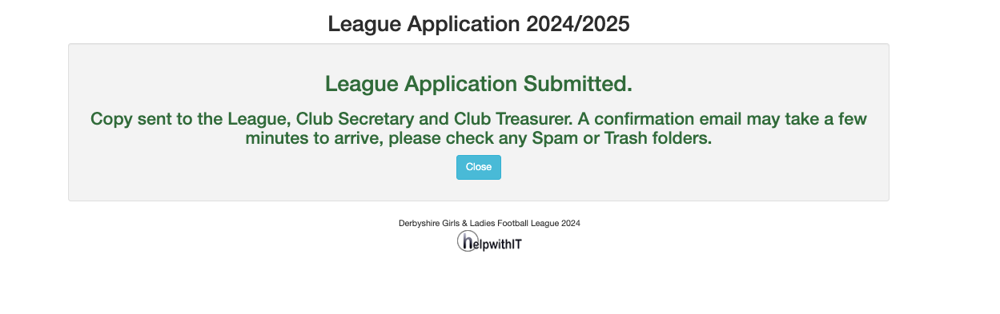 League Application 2024/2025
League Application Submitted.
Copy sent to the League, Club Secretary and Club Treasurer. A confirmation email may take a few
minutes to arrive, please check any Spam or Trash folders.
Close
Derbyshire Girls & Ladies Football League 2024
helpwithIT